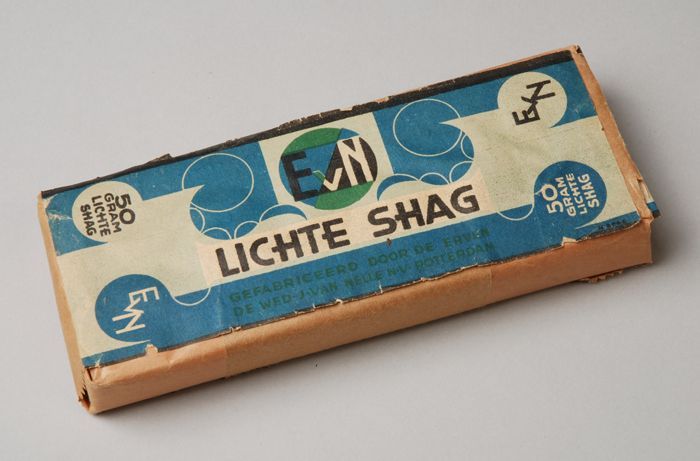 EvN
50
GRAM
LICHTE
SHAG
EvN
LICHTE SHAG
GEFABRICEERD DOOR DE ERVEN
DE WED. J. VAN NELLE N.V. ROTTERDAM
EvN
50
GRAM
LICHTE
SHAG
EvN